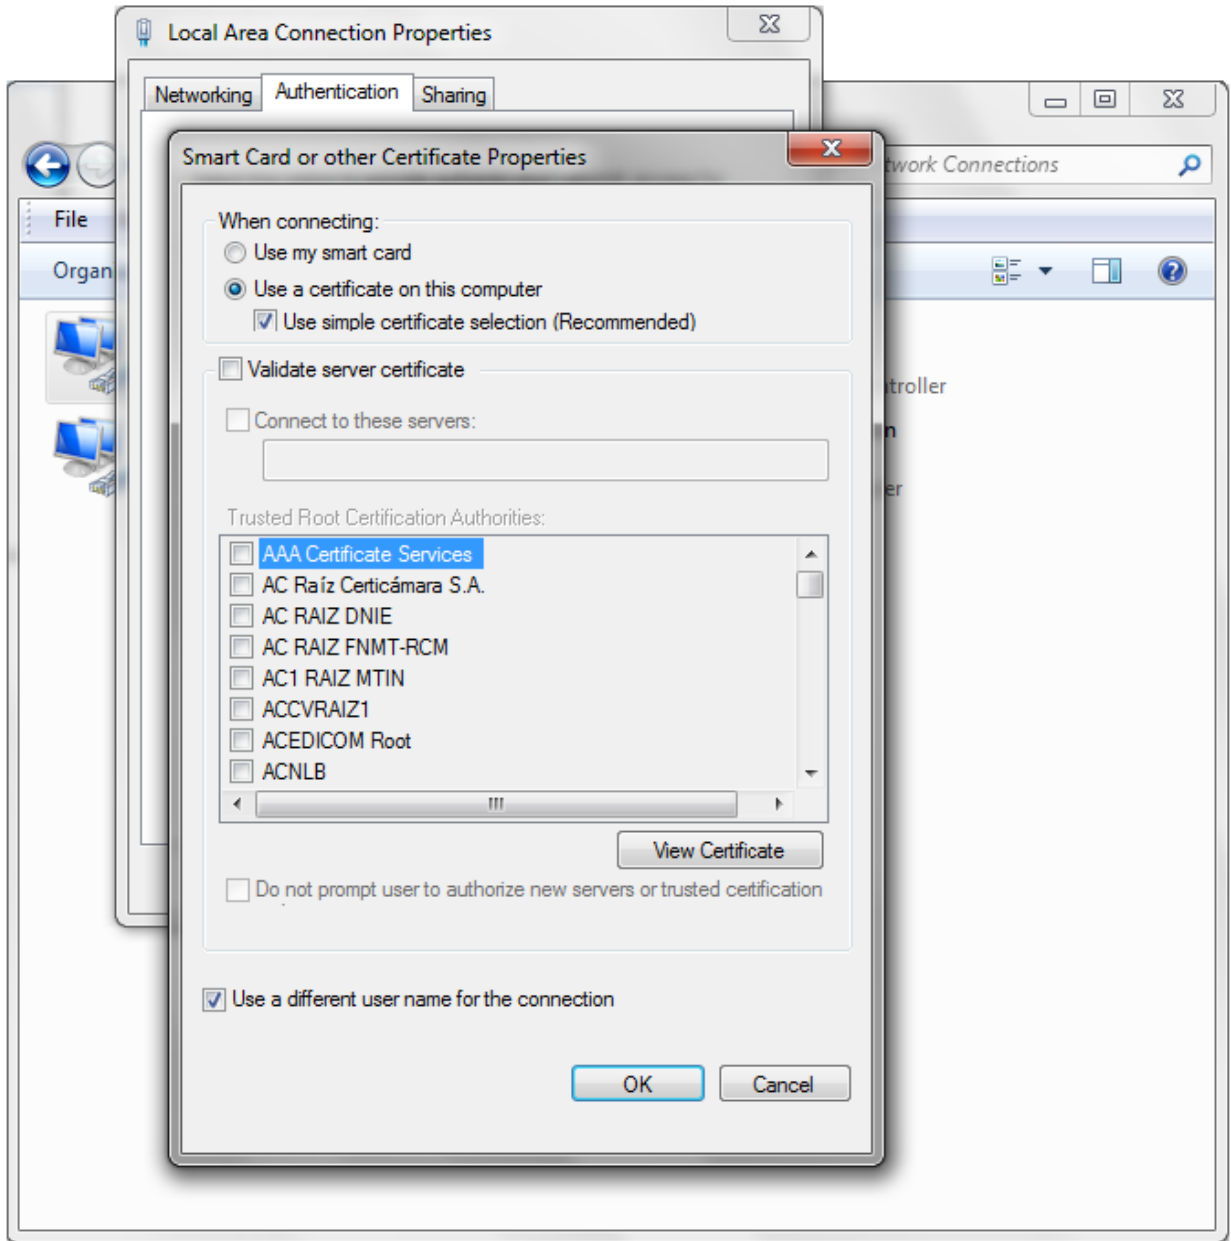 Local Area Connection Properties
Networking
Authentication
Sharing
Smart Card or other Certificate Properties
Connections
File
When connecting:
Use my smart card
Organ
Use a certificate on this computer
Use simple certificate selection (Recommended)
Validate server certificate
troller
Connect to these servers:
n
er
Trusted Root Certification Authorities:
AAA Certificate Services
AC Raíz Certicámara S.A.
AC RAIZ DNIE
AC RAIZ FNMT-RCM
AC1 RAIZ MTIN
ACCVRAIZ1
ACEDICOM Root
ACNLB
View Certificate
Do not prompt user to authorize new servers or trusted certification
Use a different user name for the connection
OK
Cancel